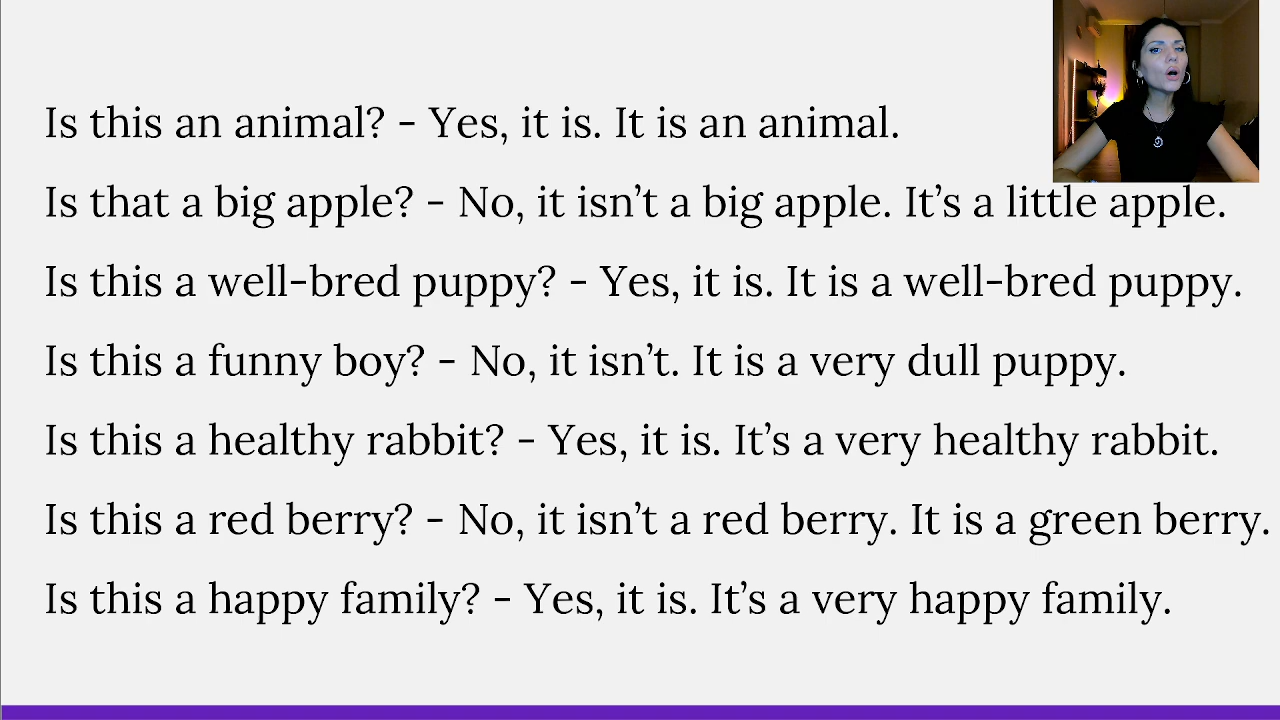 Is this an animal? - Yes, it is. It is an animal.
Is that a big apple? - No, it isn’t a big apple. It’s a little apple.
Is this a well-bred puppy? - Yes, it is. It is a well-bred puppy.
Is this a funny boy? - No, it isn’t. It is a very dull puppy.
Is this a healthy rabbit? - Yes, it is. It’s a very healthy rabbit.
Is this a red berry? - No, it isn’t a red berry. It is a green berry.
Is this a happy family? - Yes, it is. It’s a very happy family.